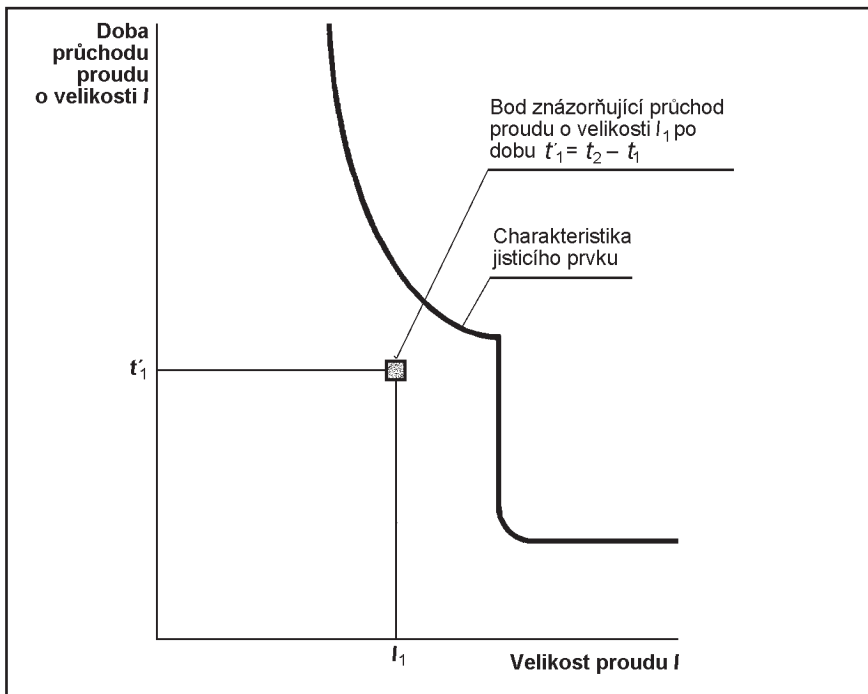 Doba
průchodu
proudu
o velikosti I
Bod znázorňující průchod
proudu o velikosti I₁ po
dobu t′₁ = t₂ – t₁
Charakteristika
jisticího prvku
t′₁
I₁
Velikost proudu I